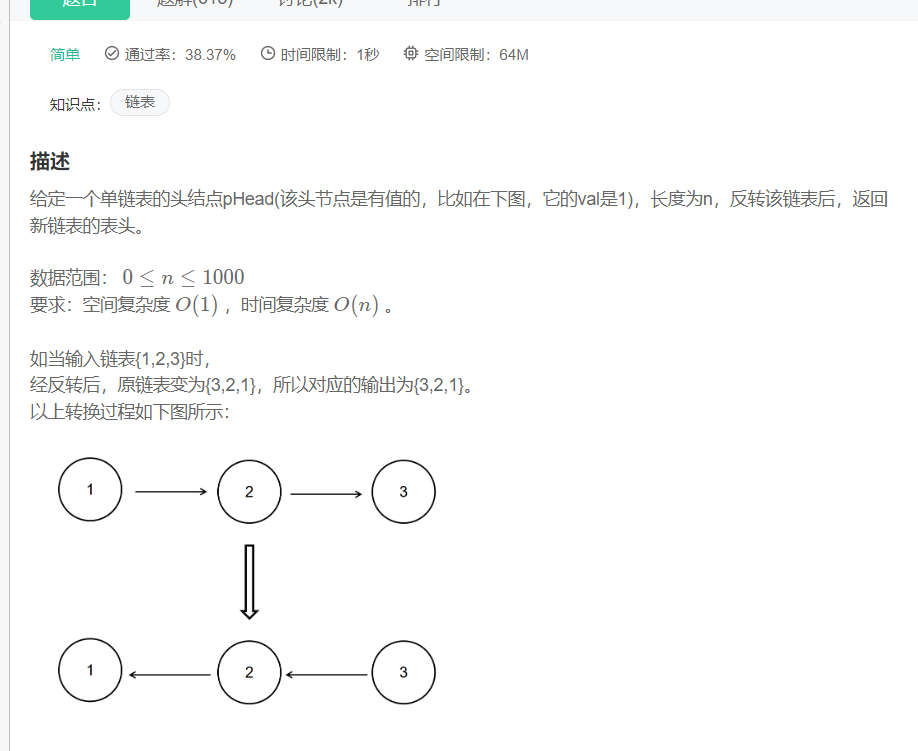 简单 通过率：38.37% 时间限制：1秒 空间限制：64M
知识点： 链表
描述
给定一个单链表的头结点pHead(该头节点是有值的，比如在下图，它的val是1)，长度为n，反转该链表后，返回
新链表的表头。
数据范围： 0 ≤ n ≤ 1000
要求：空间复杂度 O(1) ，时间复杂度 O(n) 。
如当输入链表{1,2,3}时，
经反转后，原链表变为{3,2,1}，所以对应的输出为{3,2,1}。
以上转换过程如下图所示：
1 2 3
1 2 3